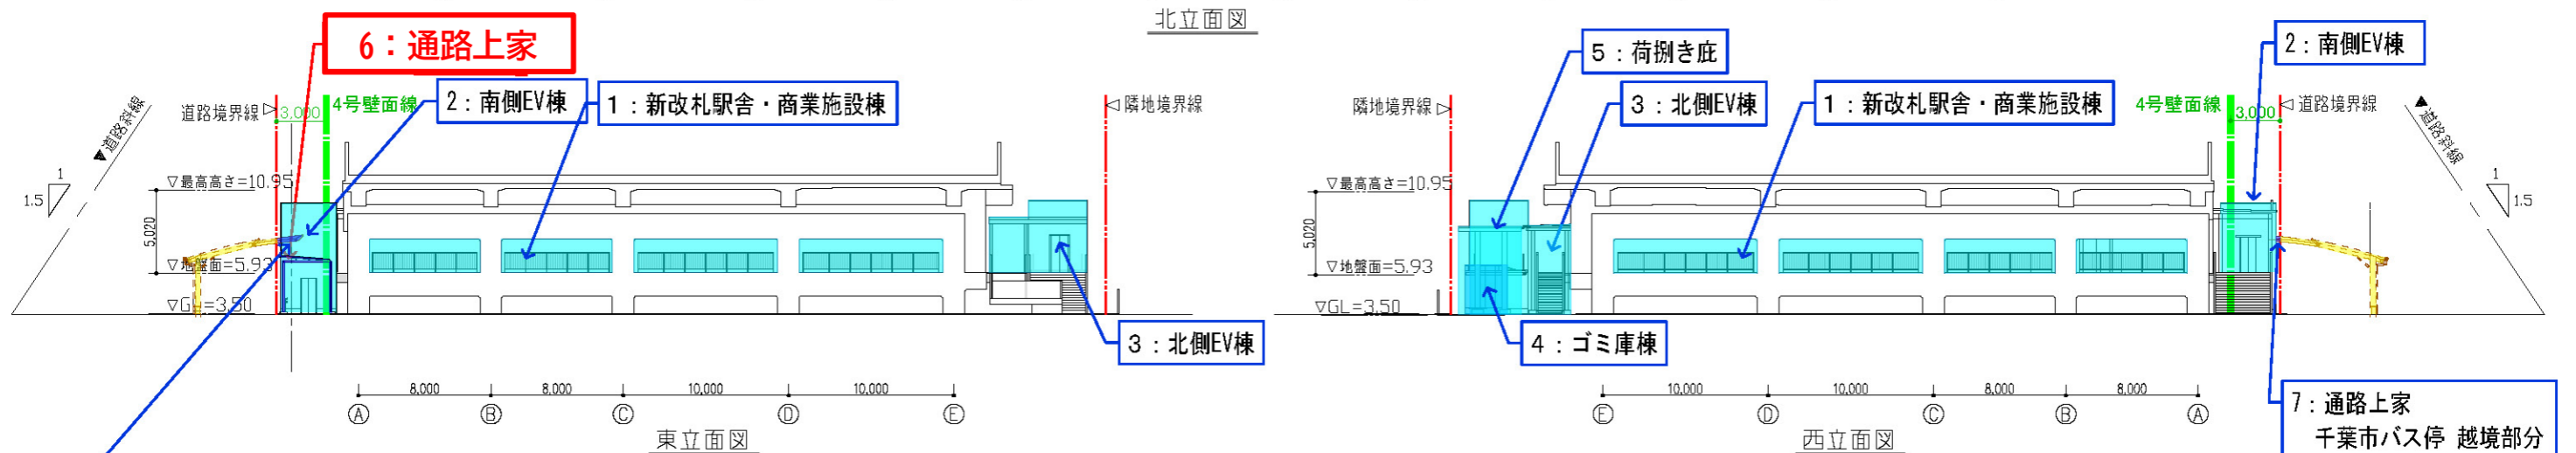 北立面図
6：通路上家
2：南側EV棟
1：新改札駅舎・商業施設棟
道路境界線
3,000
4号壁面線
隣地境界線
▼道路斜線
1
1.5
▽最高高さ=10.95
5,020
▽地盤面=5.93
▽GL=3.50
3：北側EV棟
8,000
8,000
10,000
10,000
A
B
C
D
E
東立面図
5：荷捌き庇
2：南側EV棟
隣地境界線
3：北側EV棟
1：新改札駅舎・商業施設棟
4号壁面線
道路境界線
3,000
▼道路斜線
1
1.5
▽最高高さ=10.95
5,020
▽地盤面=5.93
▽GL=3.50
4：ゴミ庫棟
10,000
10,000
8,000
8,000
E
D
C
B
A
西立面図
7：通路上家
千葉市バス停 越境部分